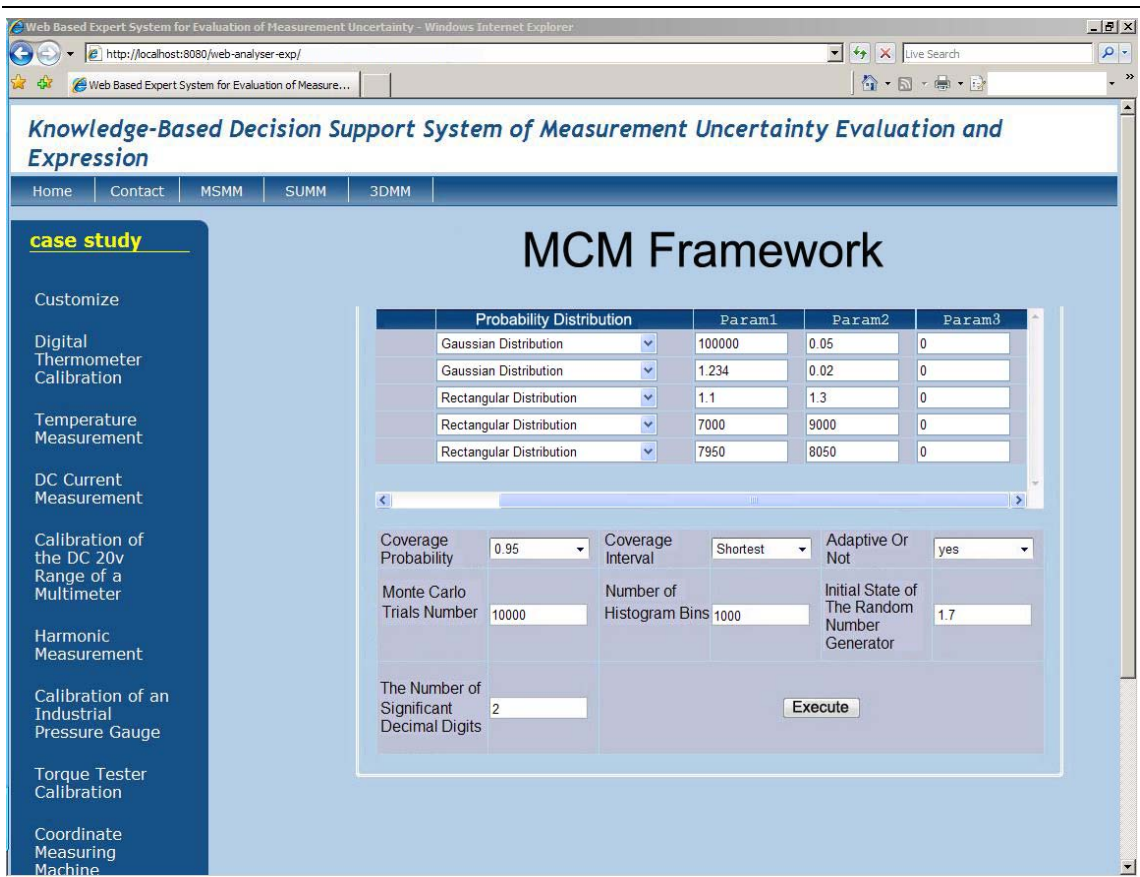 Web Based Expert System for Evaluation of Measurement Uncertainty - Windows Internet Explorer
http://localhost:8080/web-analyser-exp/
Live Search
Web Based Expert System for Evaluation of Measure...
Knowledge-Based Decision Support System of Measurement Uncertainty Evaluation and
Expression
Home Contact MSMM SUMM 3DMM
case study
Customize
Digital
Thermometer
Calibration
Temperature
Measurement
DC Current
Measurement
Calibration of
the DC 20v
Range of a
Multimeter
Harmonic
Measurement
Calibration of an
Industrial
Pressure Gauge
Torque Tester
Calibration
Coordinate
Measuring
Machine
MCM Framework
Probability Distribution Param1 Param2 Param3
Gaussian Distribution 100000 0.05 0
Gaussian Distribution 1.234 0.02 0
Rectangular Distribution 1.1 1.3 0
Rectangular Distribution 7000 9000 0
Rectangular Distribution 7950 8050 0
Coverage
Probability
0.95
Coverage
Interval
Shortest
Adaptive Or
Not
yes
Monte Carlo
Trials Number
10000
Number of
Histogram Bins
1000
Initial State of
The Random
Number
Generator
1.7
The Number of
Significant
Decimal Digits
2
Execute